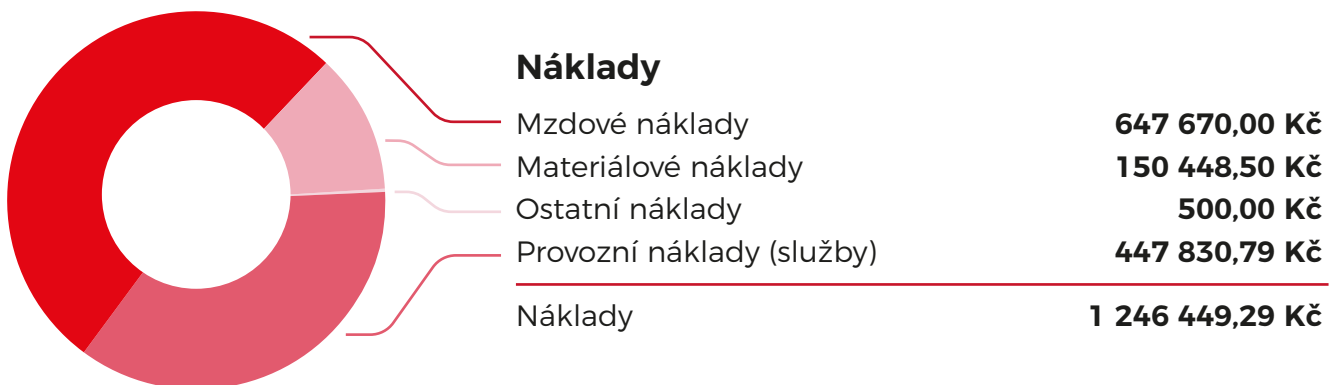 Náklady
Mzdové náklady 647 670,00 Kč
Materiálové náklady 150 448,50 Kč
Ostatní náklady 500,00 Kč
Provozní náklady (služby) 447 830,79 Kč
Náklady 1 246 449,29 Kč